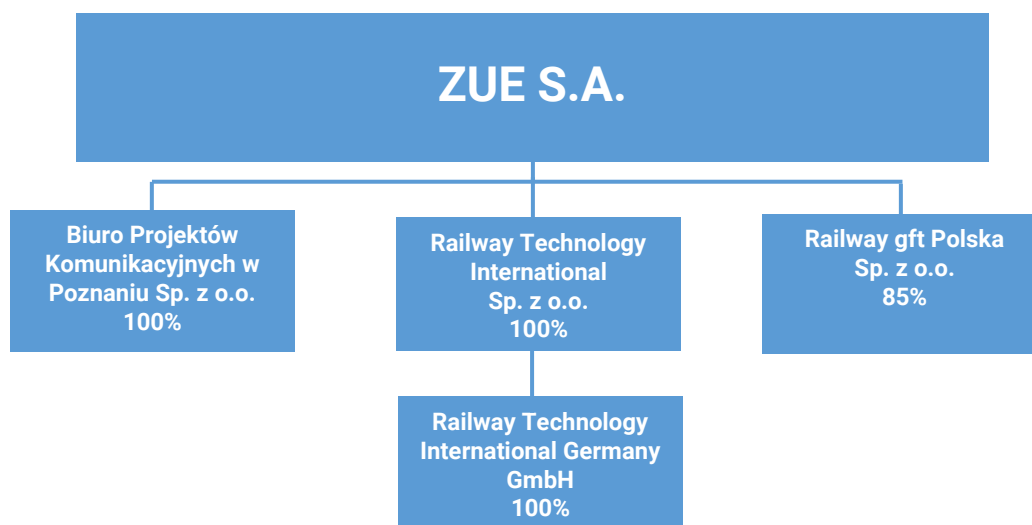 ZUE S.A.
Biuro Projektów
Komunikacyjnych w
Poznaniu Sp. z o.o.
100%
Railway Technology
International
Sp. z o.o.
100%
Railway gft Polska
Sp. z o.o.
85%
Railway Technology
International Germany
GmbH
100%